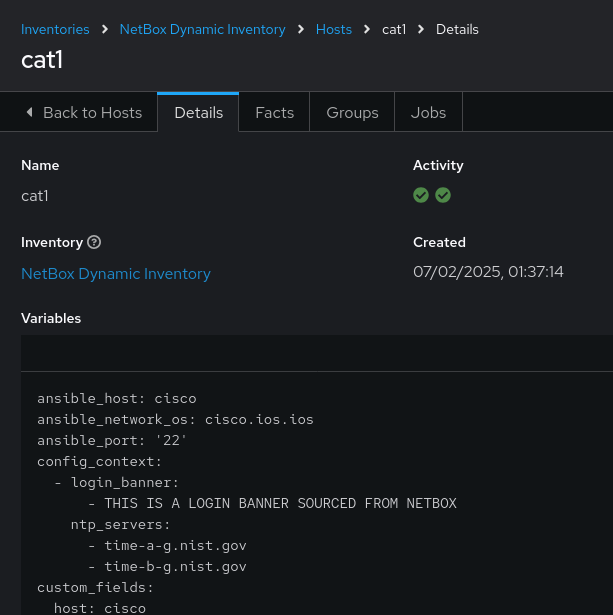 Inventories > NetBox Dynamic Inventory > Hosts > cat1 > Details
cat1
Back to Hosts Details Facts Groups Jobs
Name Activity
cat1
Inventory Created
NetBox Dynamic Inventory 07/02/2025, 01:37:14
Variables
ansible_host: cisco
ansible_network_os: cisco.ios.ios
ansible_port: '22'
config_context:
  - login_banner:
      - THIS IS A LOGIN BANNER SOURCED FROM NETBOX
    ntp_servers:
      - time-a-g.nist.gov
      - time-b-g.nist.gov
custom_fields:
  host: cisco